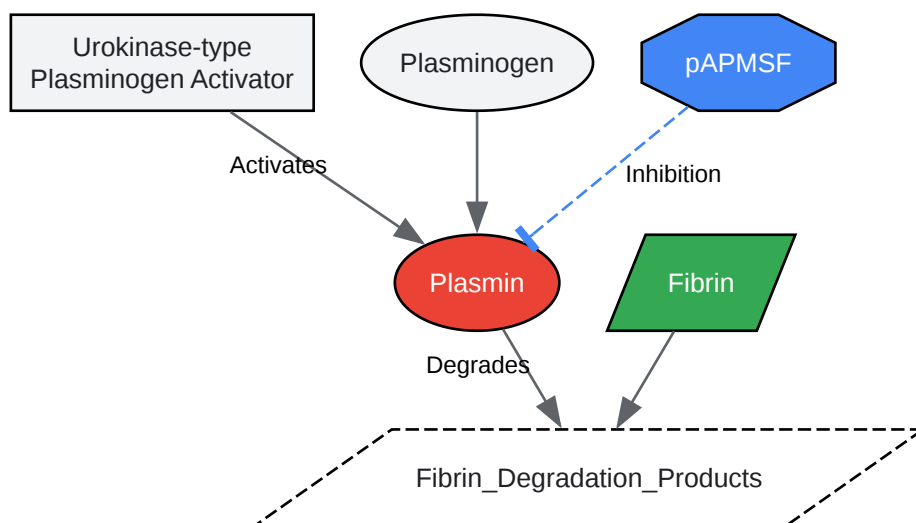 Urokinase-type
Plasminogen Activator
Plasminogen
pAPMSF
Activates
Inhibition
Plasmin
Fibrin
Degrades
Fibrin_Degradation_Products